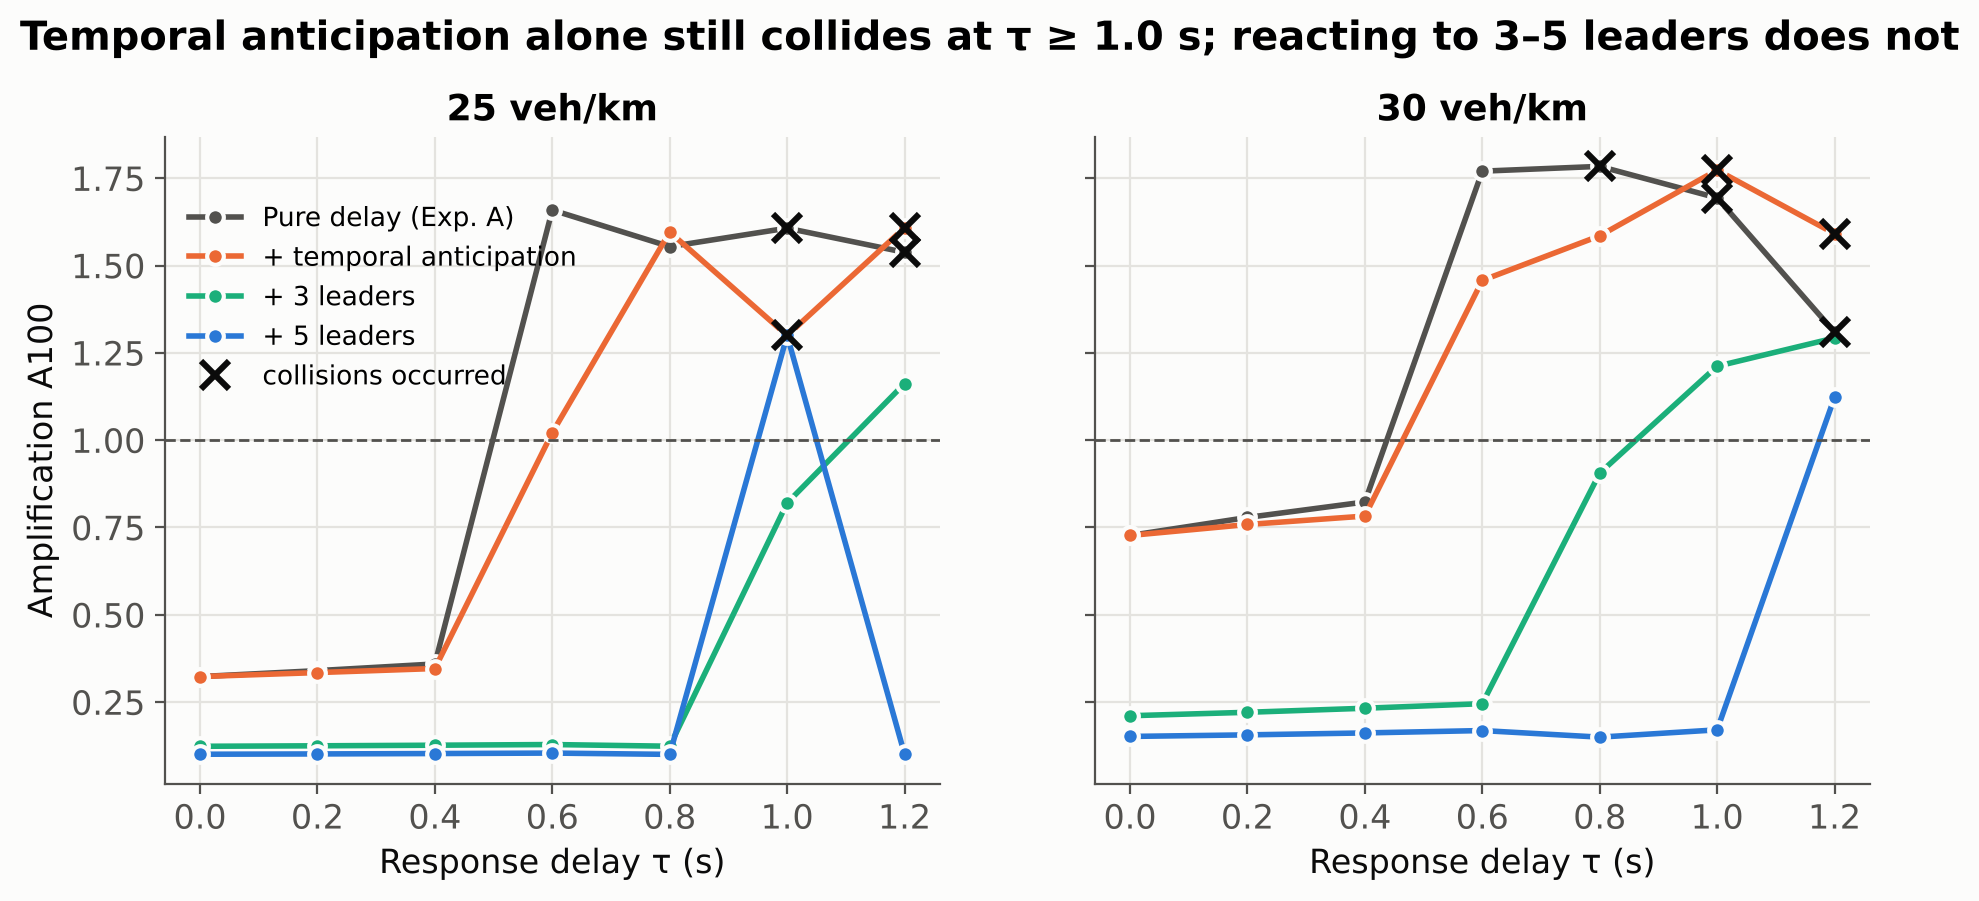 Temporal anticipation alone still collides at τ ≥ 1.0 s; reacting to 3–5 leaders does not
25 veh/km
Amplification A100
1.75
1.50
1.25
1.00
0.75
0.50
0.25
Pure delay (Exp. A)
+ temporal anticipation
+ 3 leaders
+ 5 leaders
collisions occurred
0.0 0.2 0.4 0.6 0.8 1.0 1.2
Response delay τ (s)
30 veh/km
0.0 0.2 0.4 0.6 0.8 1.0 1.2
Response delay τ (s)